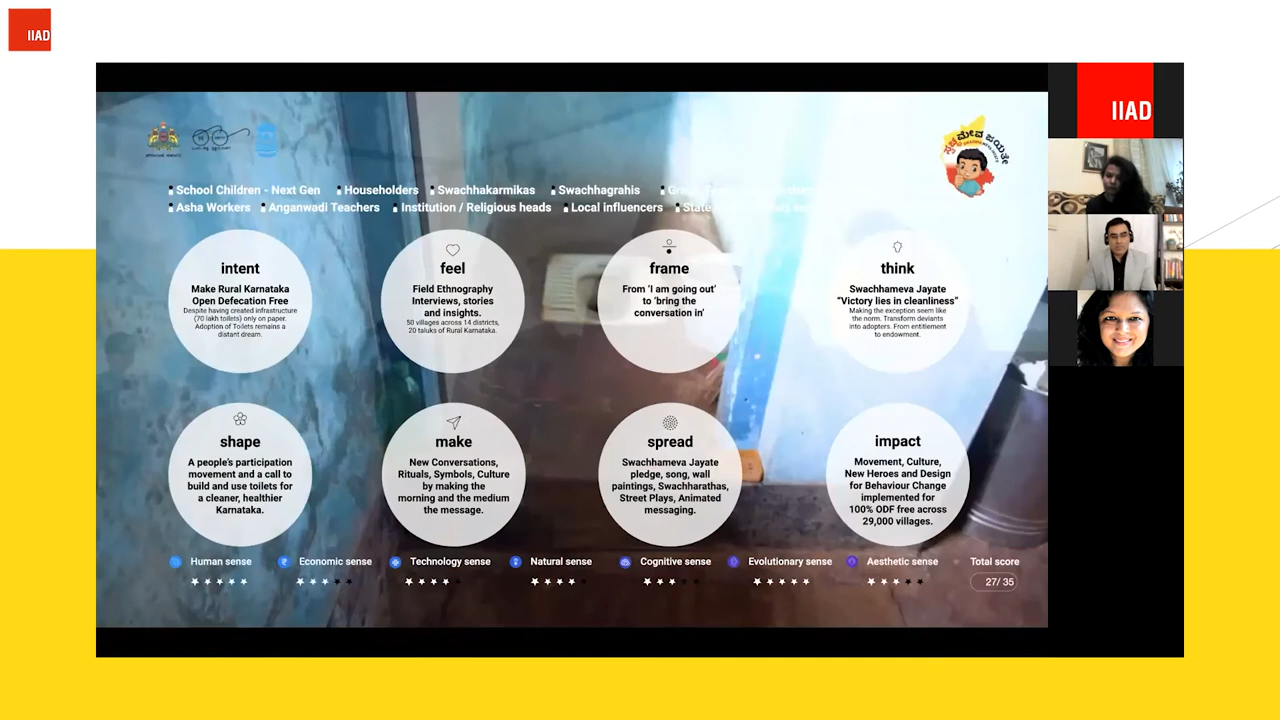 IIAD
IIAD
ಸ್ವಚ್ಛಮೇವ ಜಯತೇ
School Children - Next Gen Householders Swachhakarmikas Swachhagrahis
Asha Workers Anganwadi Teachers Institution / Religious heads Local influencers State
intent
Make Rural Karnataka
Open Defecation Free
Despite having created infrastructure
(70 lakh toilets) only on paper.
Adoption of Toilets remains a
distant dream.
feel
Field Ethnography
Interviews, stories
and insights.
50 villages across 14 districts,
20 taluks of Rural Karnataka.
frame
From ‘I am going out’
to ‘bring the
conversation in’
think
Swachhameva Jayate
“Victory lies in cleanliness”
Making the exception seem like
the norm. Transform deviants
into adopters. From entitlement
to endowment.
shape
A people’s participation
movement and a call to
build and use toilets for
a cleaner, healthier
Karnataka.
make
New Conversations,
Rituals, Symbols, Culture
by making the
morning and the medium
the message.
spread
Swachhameva Jayate
pledge, song, wall
paintings, Swachharathas,
Street Plays, Animated
messaging.
impact
Movement, Culture,
New Heroes and Design
for Behaviour Change
implemented for
100% ODF free across
29,000 villages.
Human sense Economic sense Technology sense Natural sense Cognitive sense Evolutionary sense Aesthetic sense Total score
27/ 35